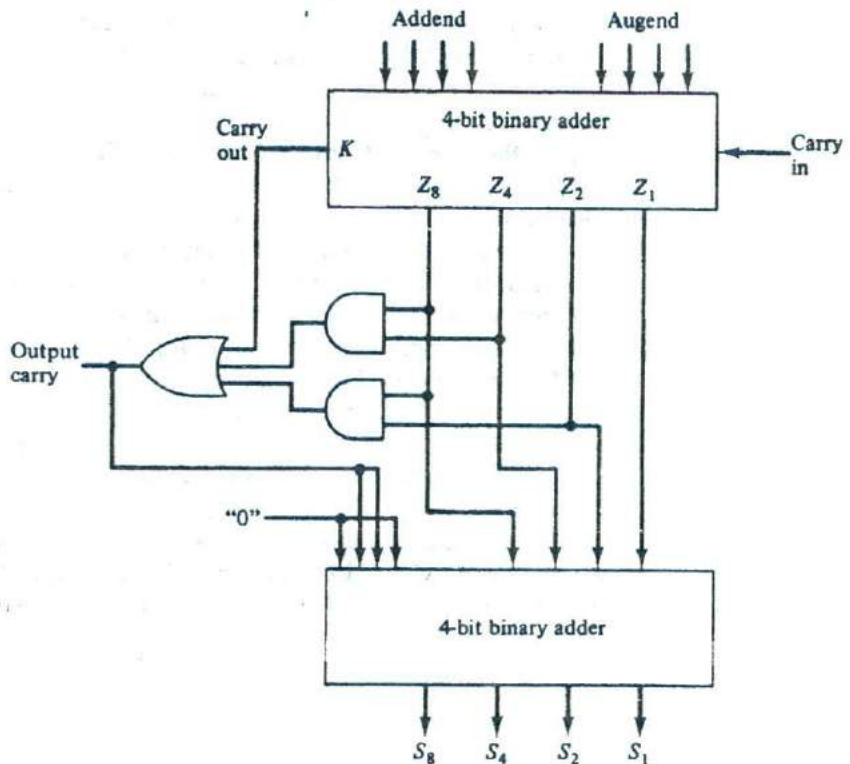 Addend
Augend
4-bit binary adder
Carry
out
K
Carry
in
Z8
Z4
Z2
Z1
Output
carry
“0”
4-bit binary adder
S8
S4
S2
S1